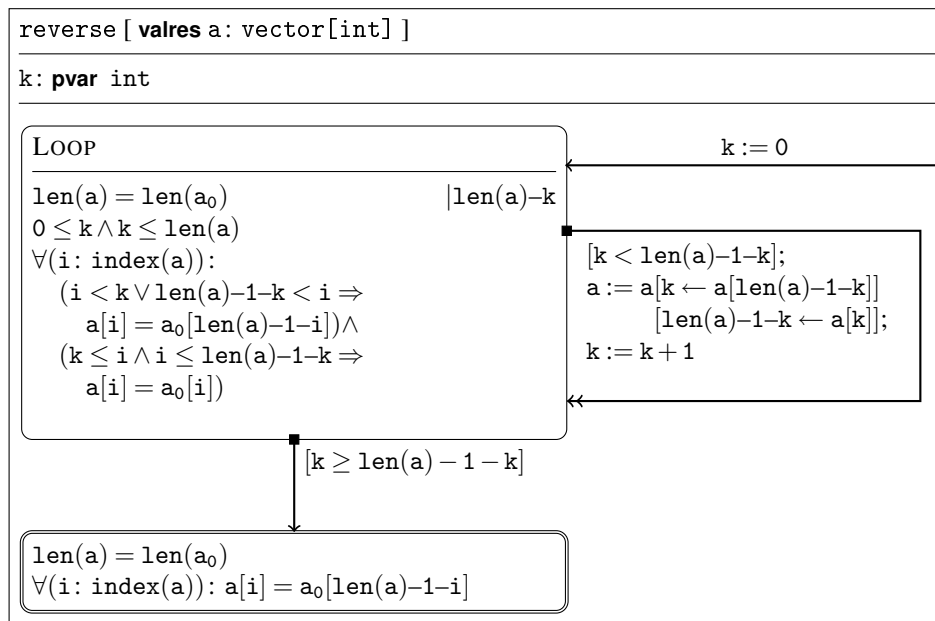 reverse [ valres a: vector[int] ]
k: pvar int
LOOP
k := 0
len(a) = len(a₀) |len(a)–k
0 ≤ k ∧ k ≤ len(a)
∀(i: index(a)):
(i < k ∨ len(a)–1–k < i ⇒
a[i] = a₀[len(a)–1–i]) ∧
(k ≤ i ∧ i ≤ len(a)–1–k ⇒
a[i] = a₀[i])
[k < len(a)–1–k];
a := a[k ← a[len(a)–1–k]]
[len(a)–1–k ← a[k]];
k := k + 1
[k ≥ len(a) – 1 – k]
len(a) = len(a₀)
∀(i: index(a)): a[i] = a₀[len(a)–1–i]